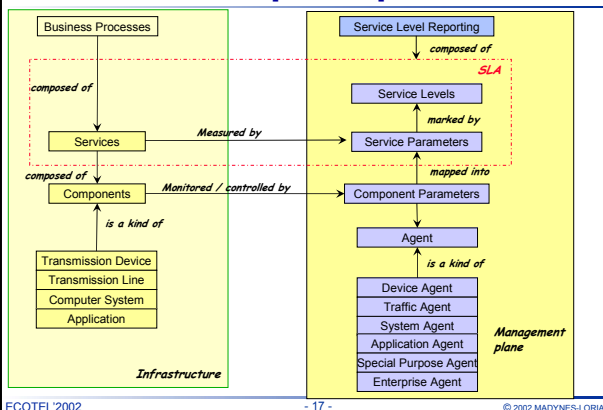 Business Processes
Service Level Reporting
composed of
SLA
composed of
Service Levels
marked by
Measured by
Services
Service Parameters
composed of
mapped into
Components
Monitored / controlled by
Component Parameters
is a kind of
Agent
is a kind of
Transmission Device
Transmission Line
Computer System
Application
Device Agent
Traffic Agent
System Agent
Application Agent
Special Purpose Agent
Enterprise Agent
Management
plane
Infrastructure
ECOTEL'2002
- 17 -
© 2002 MADYNES-LORIA